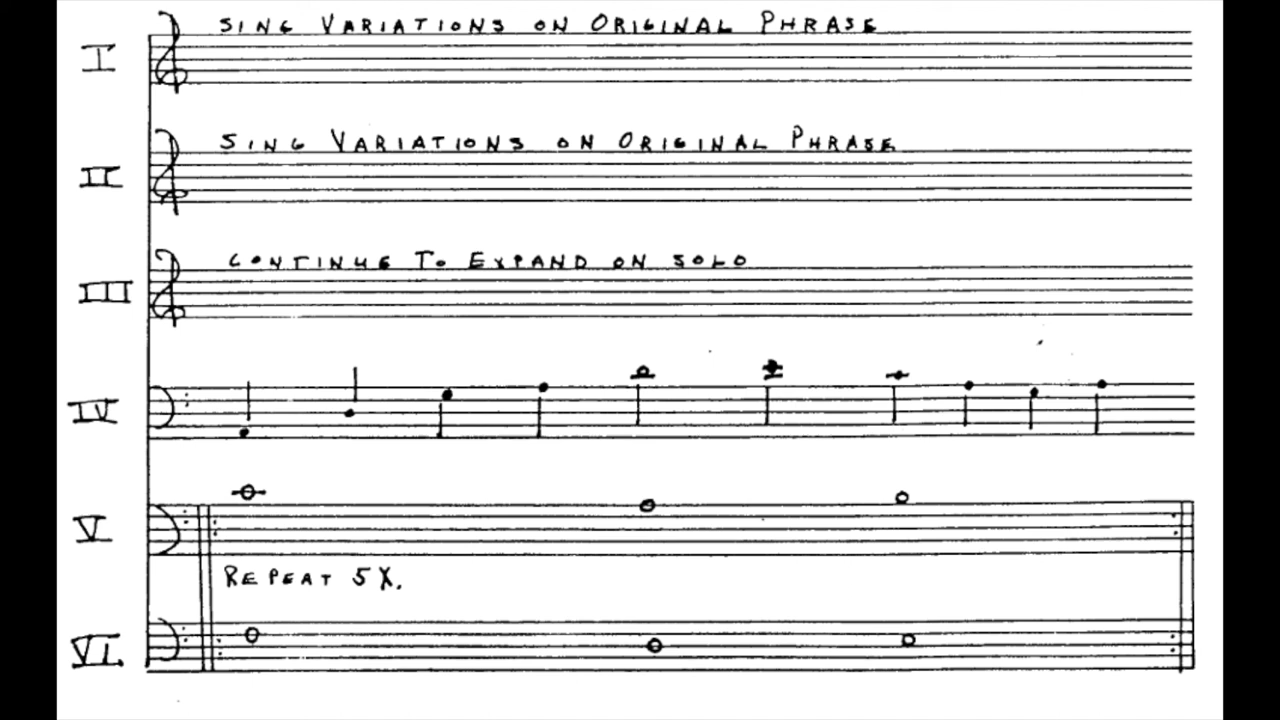 I
SING VARIATIONS ON ORIGINAL PHRASE
II
SING VARIATIONS ON ORIGINAL PHRASE
III
CONTINUE TO EXPAND ON SOLO
IV
V
REPEAT 5X.
VI.